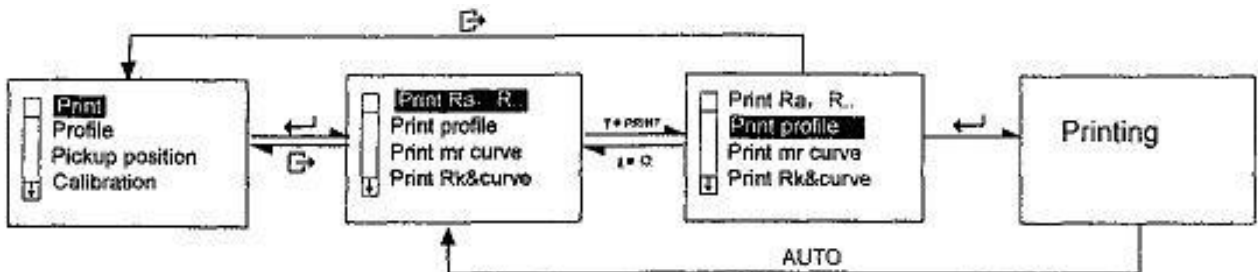 Print
Profile
Pickup position
Calibration
Print Ra, R..
Print profile
Print mr curve
Print Rk&curve
PRINT
Print Ra, R..
Print profile
Print mr curve
Print Rk&curve
Printing
AUTO